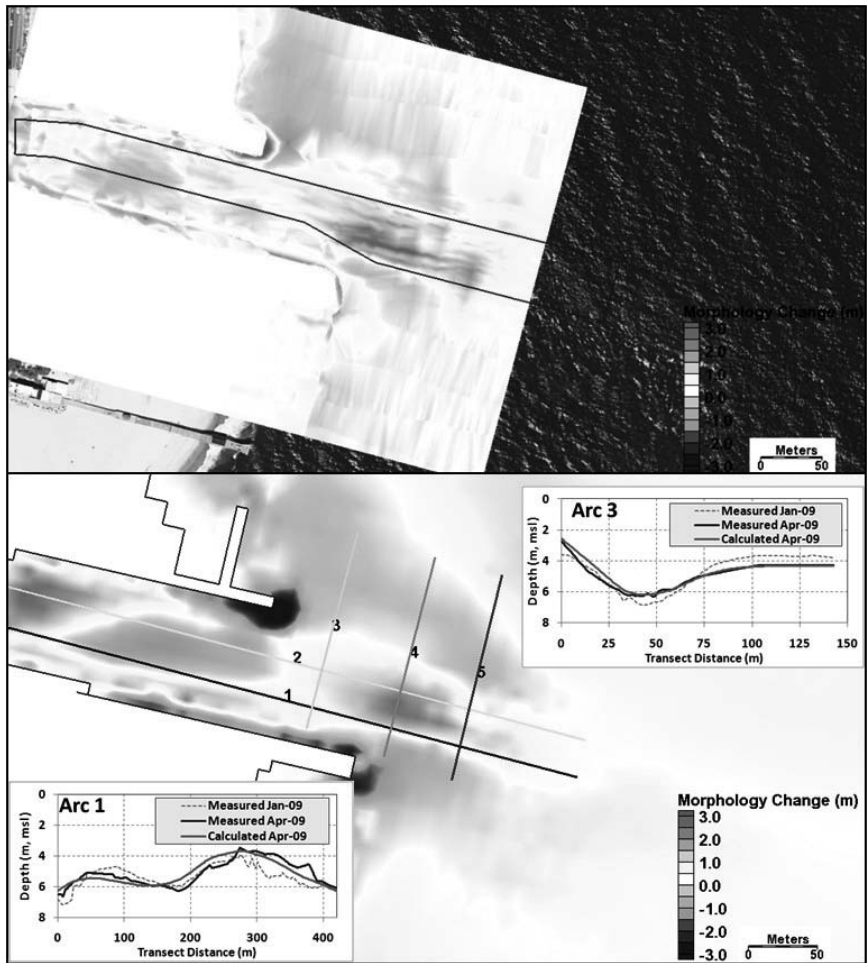 Morphology Change (m)
3.0
2.0
1.0
0.0
-1.0
-2.0
-3.0
Meters
0 50
Arc 3
Measured Jan-09
Measured Apr-09
Calculated Apr-09
Depth (m, msl)
0
2
4
6
8
0 25 50 75 100 125 150
Transect Distance (m)
3
2
4
1
5
Arc 1
Measured Jan-09
Measured Apr-09
Calculated Apr-09
Depth (m, msl)
0
2
4
6
8
0 100 200 300 400
Transect Distance (m)
Morphology Change (m)
3.0
2.0
1.0
0.0
-1.0
-2.0
-3.0
Meters
0 50